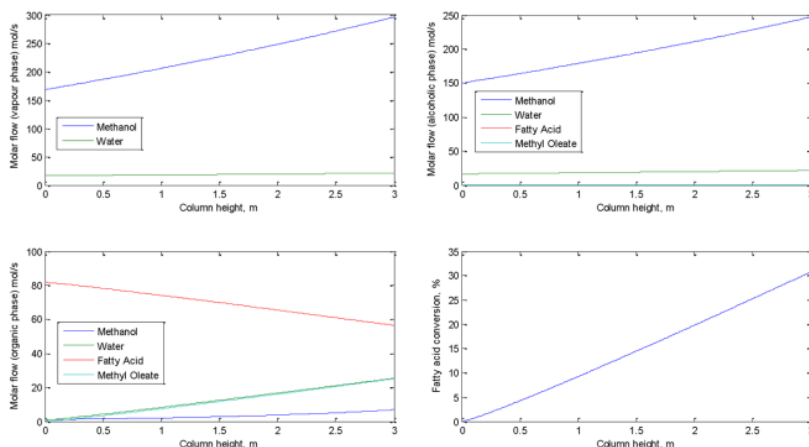 Molar flow (vapour phase) mol/s
300
250
200
150
100
50
0
Methanol
Water
0 0.5 1 1.5 2 2.5 3
Column height, m
Molar flow (alcoholic phase) mol/s
250
200
150
100
50
0
Methanol
Water
Fatty Acid
Methyl Oleate
0 0.5 1 1.5 2 2.5
Column height, m
Molar flow (organic phase) mol/s
100
80
60
40
20
0
Methanol
Water
Fatty Acid
Methyl Oleate
0 0.5 1 1.5 2 2.5 3
Column height, m
Fatty acid conversion, %
35
30
25
20
15
10
5
0
0 0.5 1 1.5 2 2.5
Column height, m